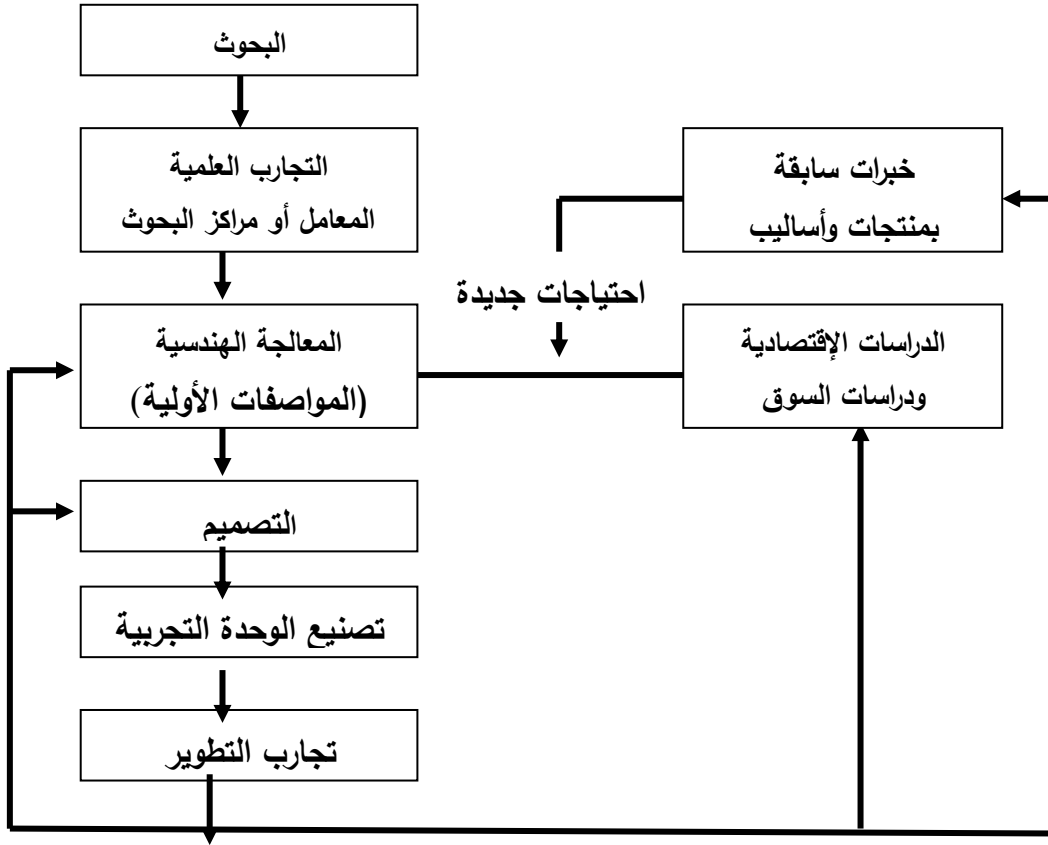 البحوث
التجارب العلمية
المعامل أو مراكز البحوث
خبرات سابقة
بمنتجات وأساليب
احتياجات جديدة
المعالجة الهندسية
(المواصفات الأولية)
الدراسات الإقتصادية
ودراسات السوق
التصميم
تصنيع الوحدة التجربية
تجارب التطوير